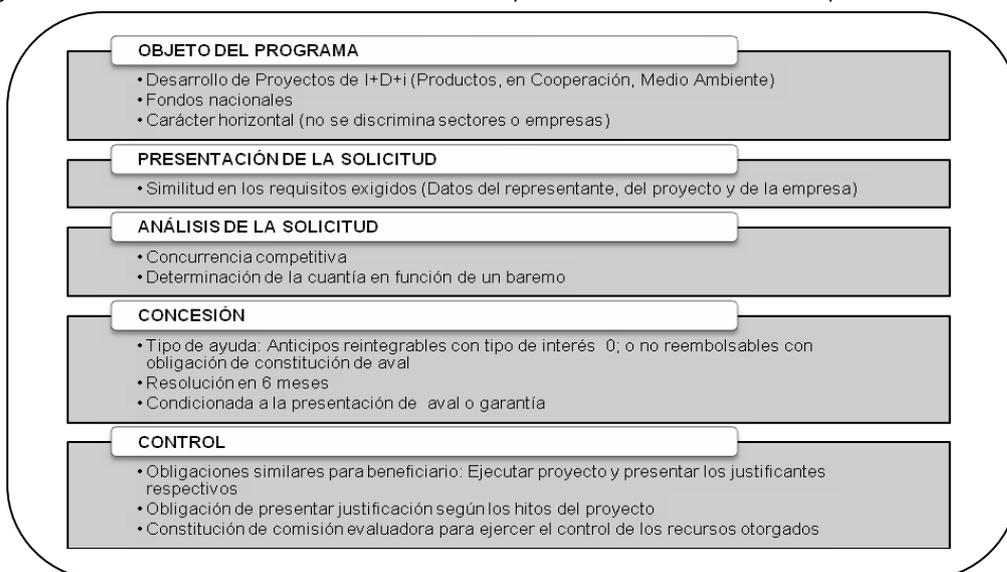 OBJETO DEL PROGRAMA
• Desarrollo de Proyectos de I+D+i (Productos, en Cooperación, Medio Ambiente)
• Fondos nacionales
• Carácter horizontal (no se discrimina sectores o empresas)
PRESENTACIÓN DE LA SOLICITUD
• Similitud en los requisitos exigidos (Datos del representante, del proyecto y de la empresa)
ANÁLISIS DE LA SOLICITUD
• Concurrencia competitiva
• Determinación de la cuantía en función de un baremo
CONCESIÓN
• Tipo de ayuda: Anticipos reintegrables con tipo de interés 0; o no reembolsables con
obligación de constitución de aval
• Resolución en 6 meses
• Condicionada a la presentación de aval o garantía
CONTROL
• Obligaciones similares para beneficiario: Ejecutar proyecto y presentar los justificantes
respectivos
• Obligación de presentar justificación según los hitos del proyecto
• Constitución de comisión evaluadora para ejercer el control de los recursos otorgados